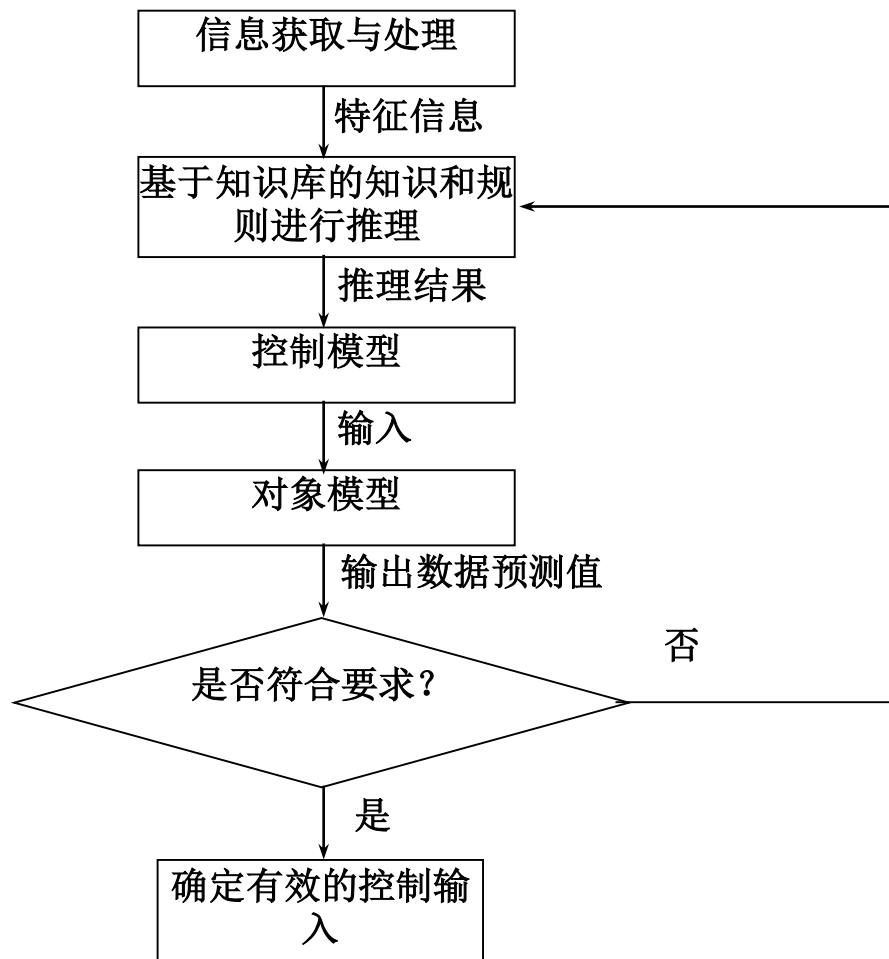 信息获取与处理
特征信息
基于知识库的知识和规
则进行推理
推理结果
控制模型
输入
对象模型
输出数据预测值
否
是否符合要求？
是
确定有效的控制输
入